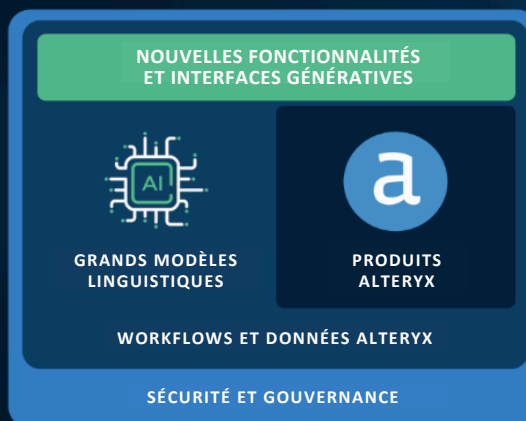 NOUVELLES FONCTIONNALITÉS
ET INTERFACES GÉNÉRATIVES
AI
a
GRANDS MODÈLES
LINGUISTIQUES
PRODUITS
ALTERYX
WORKFLOWS ET DONNÉES ALTERYX
SÉCURITÉ ET GOUVERNANCE